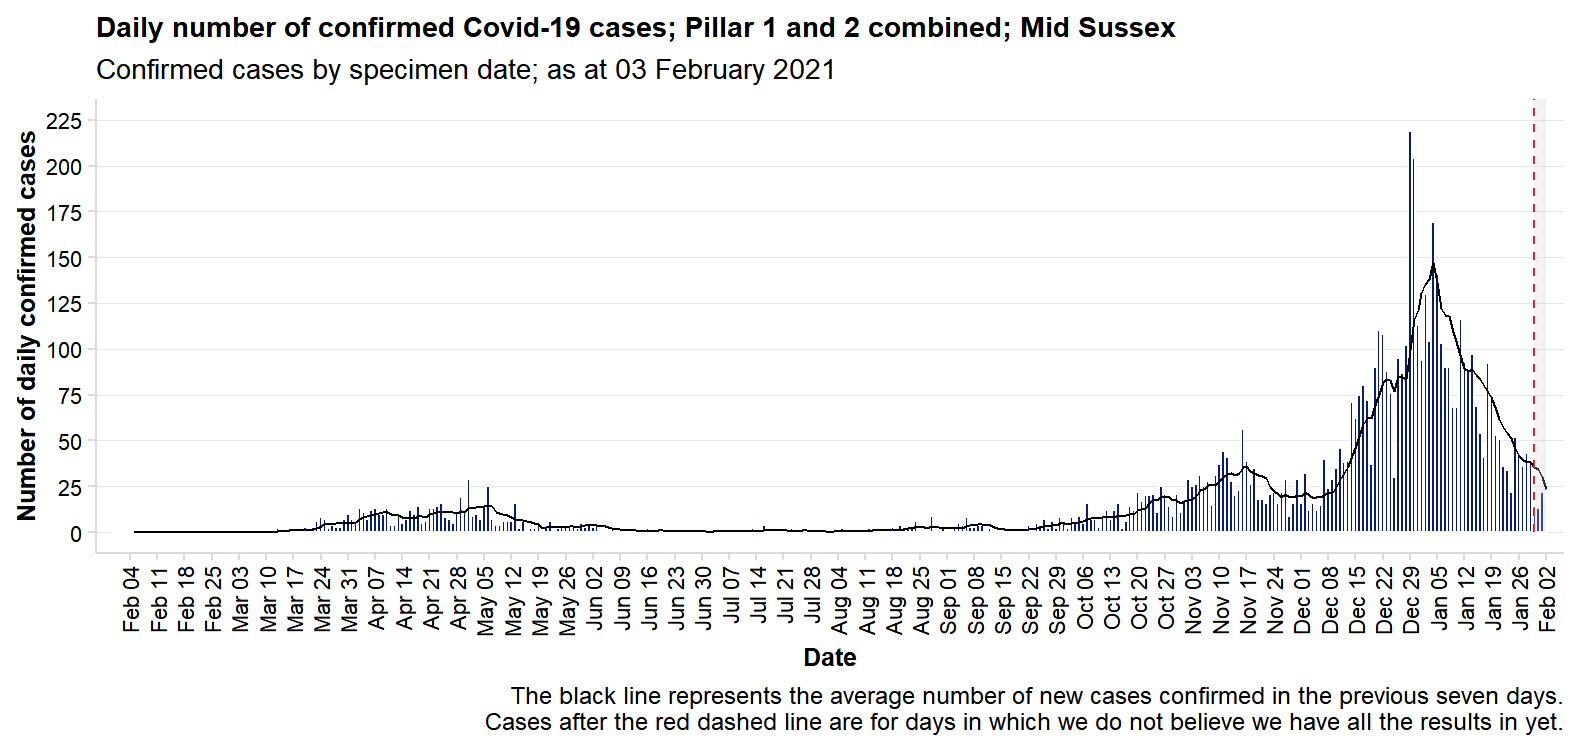 Daily number of confirmed Covid-19 cases; Pillar 1 and 2 combined; Mid Sussex
Confirmed cases by specimen date; as at 03 February 2021
Number of daily confirmed cases
225
200
175
150
125
100
75
50
25
0
Feb 04
Feb 11
Feb 18
Feb 25
Mar 03
Mar 10
Mar 17
Mar 24
Mar 31
Apr 07
Apr 14
Apr 21
Apr 28
May 05
May 12
May 19
May 26
Jun 02
Jun 09
Jun 16
Jun 23
Jun 30
Jul 07
Jul 14
Jul 21
Jul 28
Aug 04
Aug 11
Aug 18
Aug 25
Sep 01
Sep 08
Sep 15
Sep 22
Sep 29
Oct 06
Oct 13
Oct 20
Oct 27
Nov 03
Nov 10
Nov 17
Nov 24
Dec 01
Dec 08
Dec 15
Dec 22
Dec 29
Jan 05
Jan 12
Jan 19
Jan 26
Feb 02
Date
The black line represents the average number of new cases confirmed in the previous seven days.
Cases after the red dashed line are for days in which we do not believe we have all the results in yet.